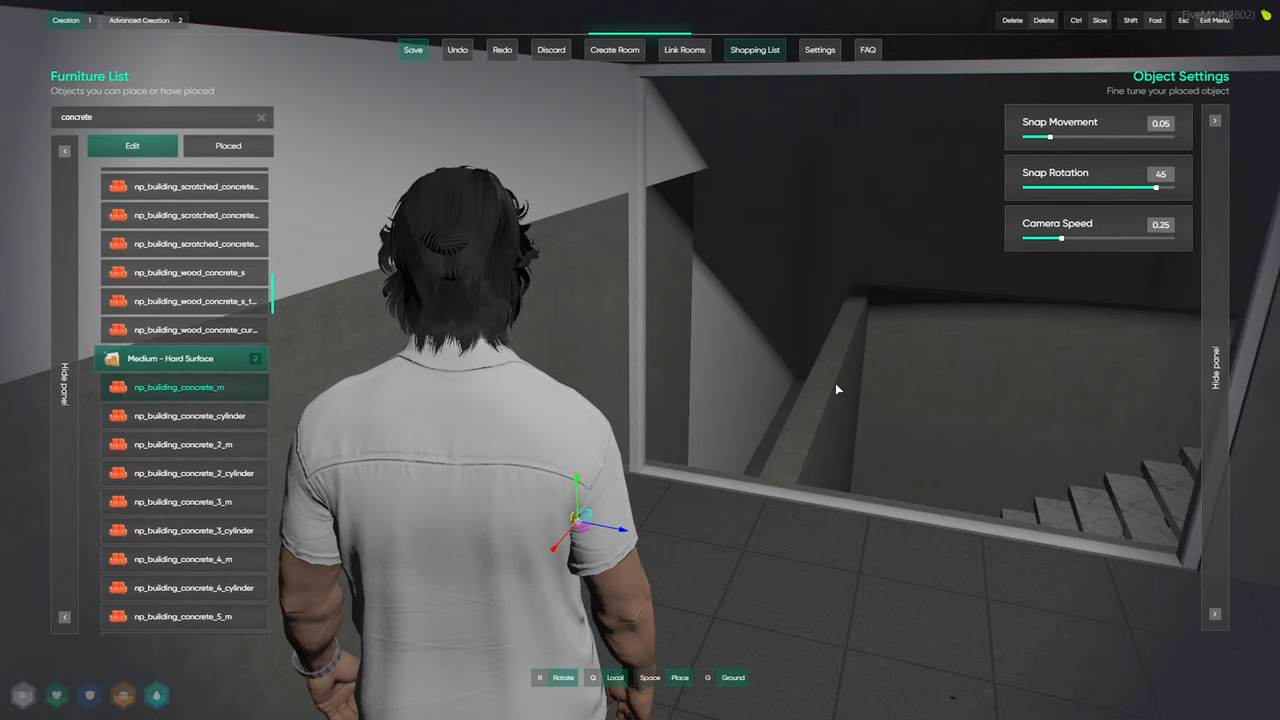 Creation 1 Advanced Creation 2
Delete Delete Ctrl Slow Shift Fast Esc Exit Menu
FiveM* (b2802)
Save Undo Redo Discard Create Room Link Rooms Shopping List Settings FAQ
Furniture List
Objects you can place or have placed
concrete
Edit Placed
np_building_scratched_concrete...
np_building_scratched_concrete...
np_building_scratched_concrete...
np_building_wood_concrete_s
np_building_wood_concrete_s_t...
np_building_wood_concrete_cur...
Medium - Hard Surface 2
np_building_concrete_m
np_building_concrete_cylinder
np_building_concrete_2_m
np_building_concrete_2_cylinder
np_building_concrete_3_m
np_building_concrete_3_cylinder
np_building_concrete_4_m
np_building_concrete_4_cylinder
np_building_concrete_5_m
Hide panel
Object Settings
Fine tune your placed object
Snap Movement 0.05
Snap Rotation 45
Camera Speed 0.25
Hide panel
R Rotate Q Local Space Place G Ground